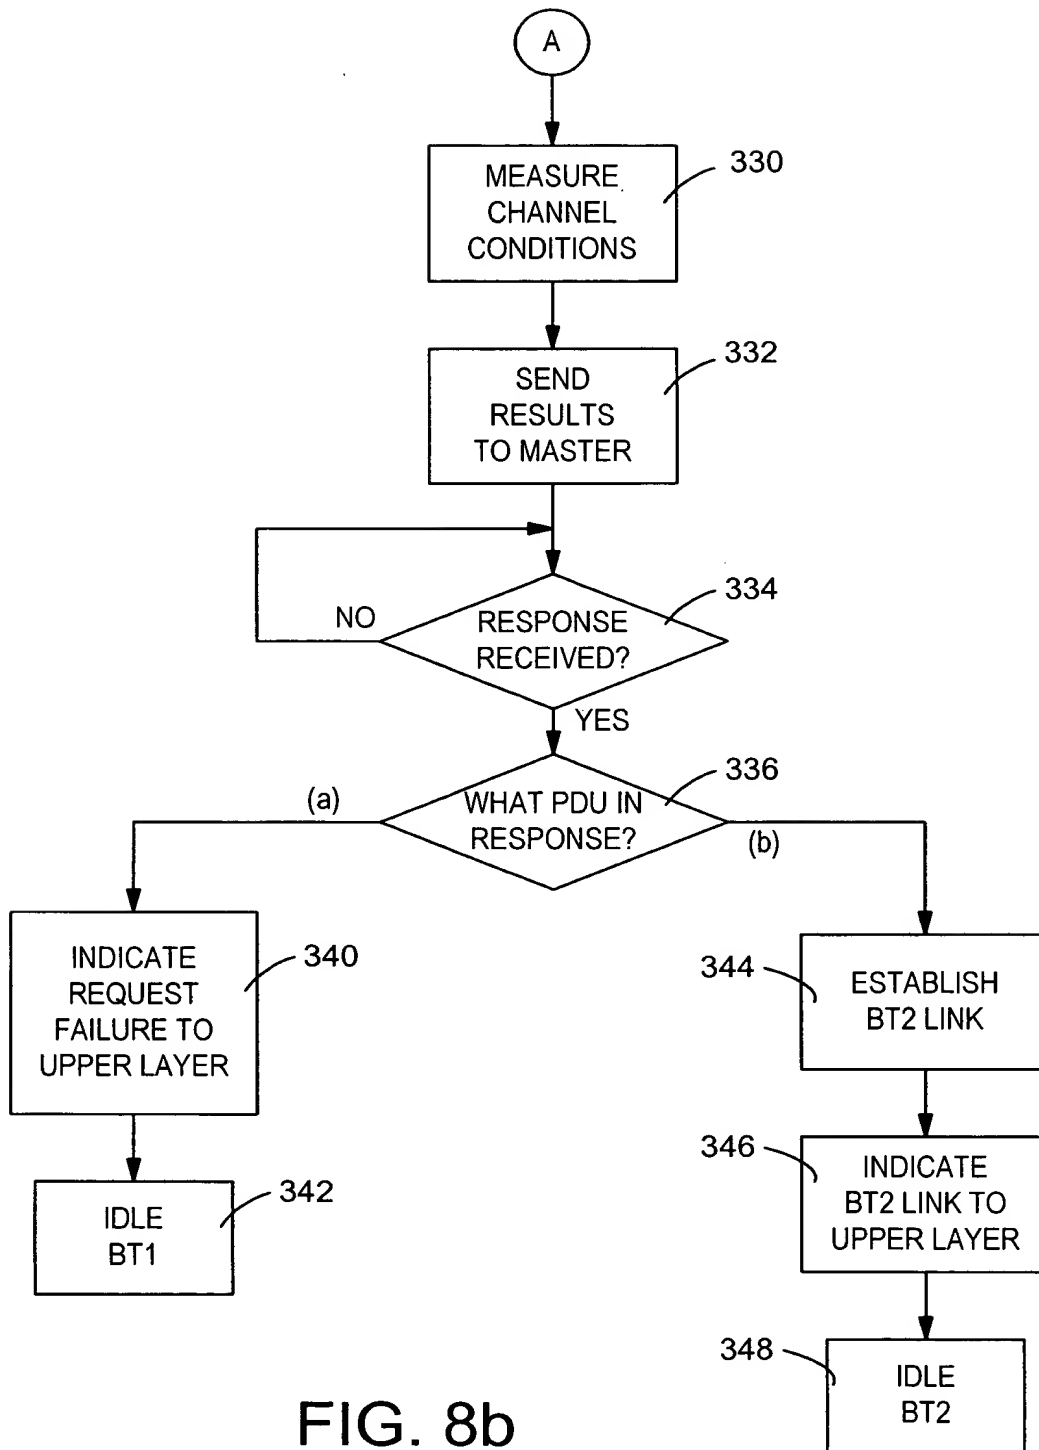 A
MEASURE
CHANNEL
CONDITIONS
330
SEND
RESULTS
TO MASTER
332
NO
RESPONSE
RECEIVED?
334
YES
(a)
WHAT PDU IN
RESPONSE?
336
(b)
INDICATE
REQUEST
FAILURE TO
UPPER LAYER
340
344
ESTABLISH
BT2 LINK
IDLE
BT1
342
346
INDICATE
BT2 LINK TO
UPPER LAYER
348
IDLE
BT2
FIG. 8b